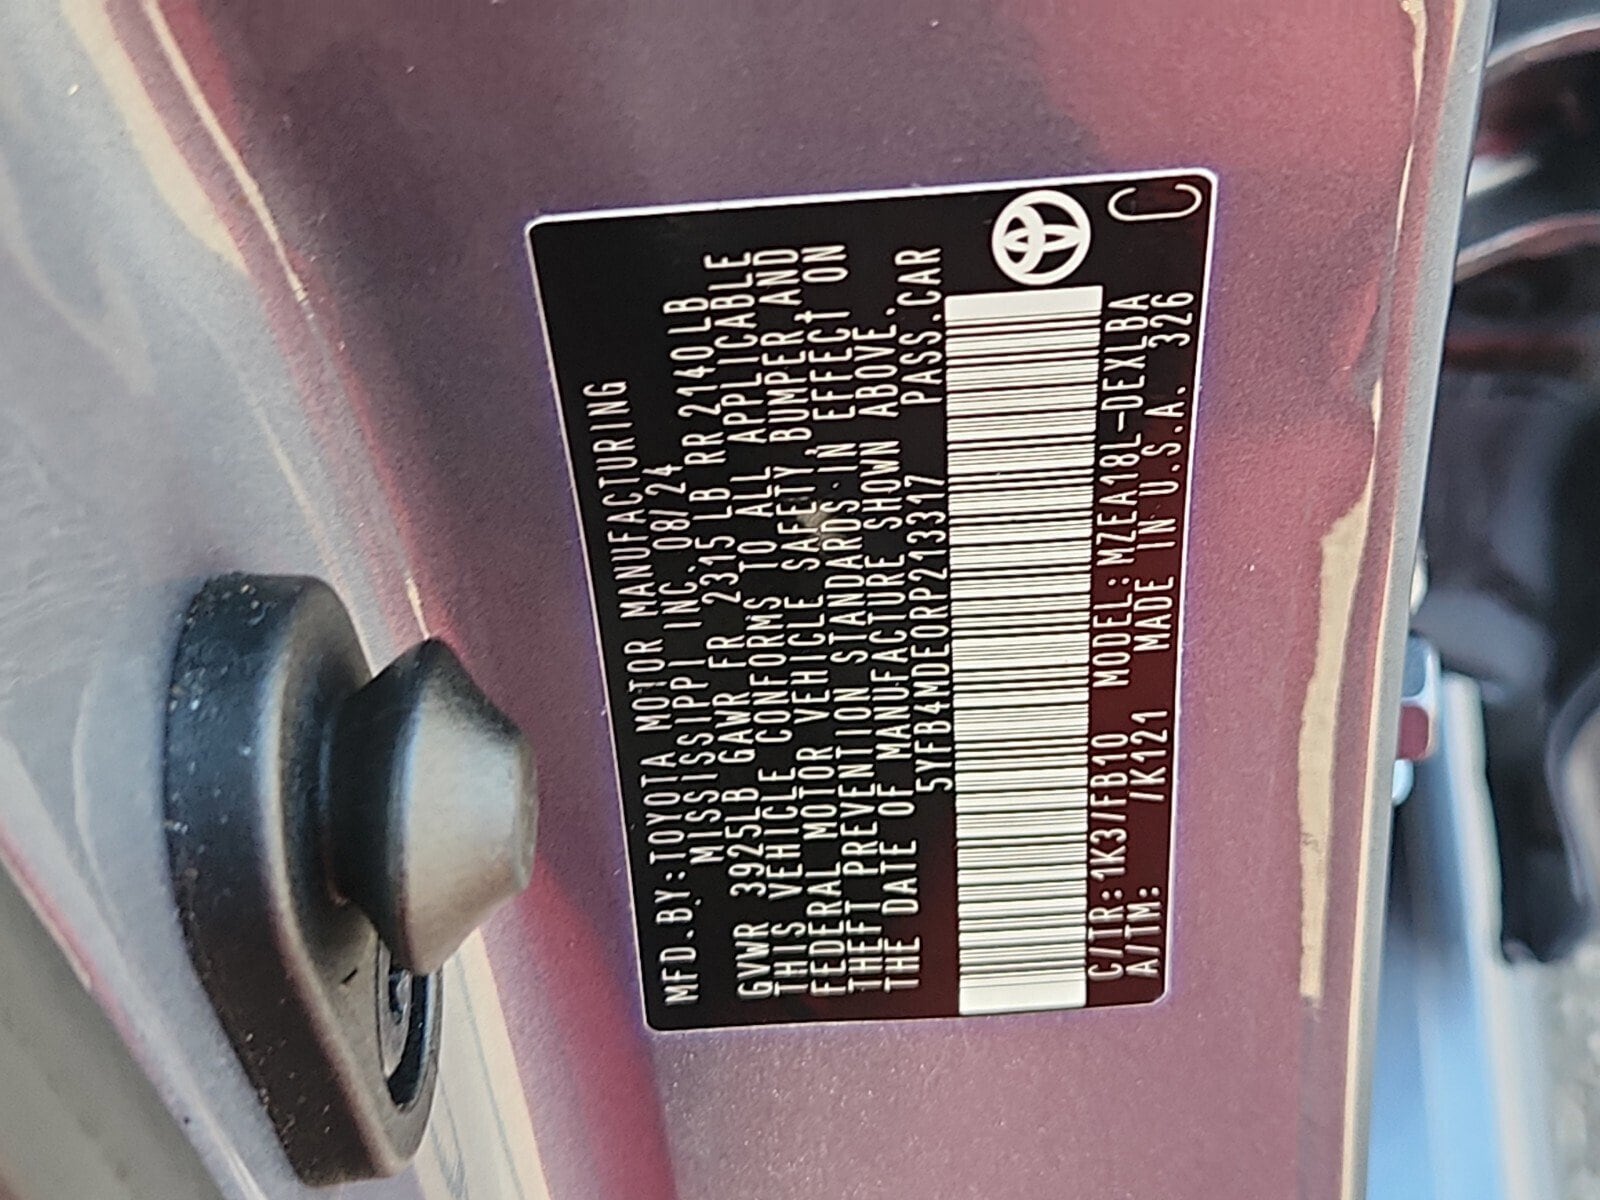 MFD.BY:TOYOTA MOTOR MANUFACTURING
MISSISSIPPI INC. 08/24
GVWR 3925LB GAWR FR 2315LB RR 2140LB
THIS VEHICLE CONFORMS TO ALL APPLICABLE
FEDERAL MOTOR VEHICLE SAFETY, BUMPER, AND
THEFT PREVENTION STANDARDS IN EFFECT ON
THE DATE OF MANUFACTURE SHOWN ABOVE.
5YFB4MDE0RP213317 PASS.CAR
C/TR:1K3/FB10 MODEL:MZEA18L-DEXLBA
A/TM: /K121 MADE IN U.S.A. 326
C